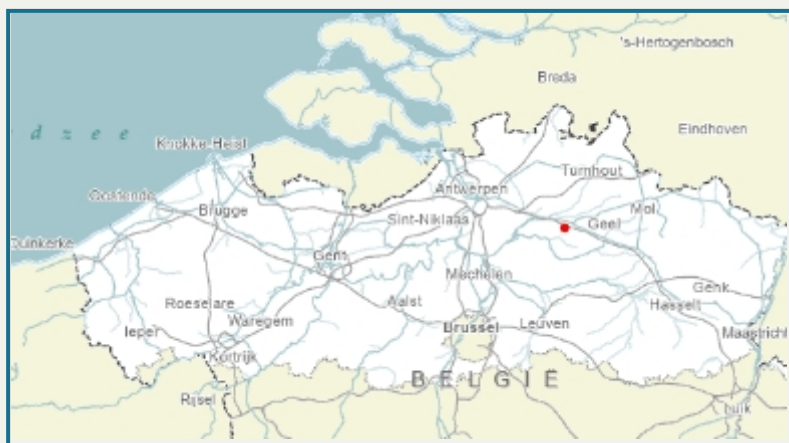 's-Hertogenbosch
Breda
Eindhoven
d z e e
Knokke-Heist
Turnhout
Antwerpen
Oostende
Brugge
Sint-Niklaas
Mol
Geel
Duinkerke
Gent
Mechelen
Genk
Roeselare
Aalst
Hasselt
Ieper
Waregem
Brussel
Leuven
Maastricht
Kortrijk
BELGIË
Rijsel
Luik